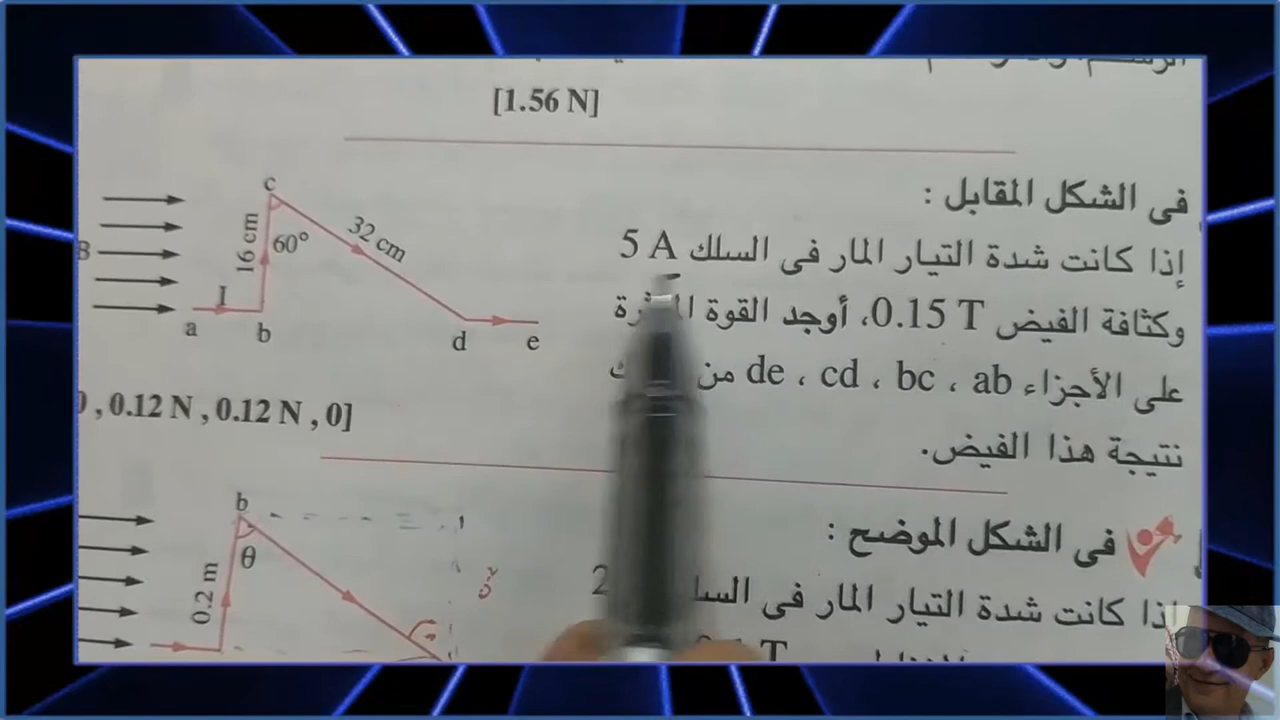 [1.56 N]
فى الشكل المقابل :
إذا كانت شدة التيار المار فى السلك 5 A
وكثافة الفيض 0.15 T، أوجد القوة
على الأجزاء de ، cd ، bc ، ab من
نتيجة هذا الفيض.
c
16 cm
60°
32 cm
B
I
a
b
d
e
, 0.12 N , 0.12 N , 0]
فى الشكل الموضح :
إذا كانت شدة التيار المار فى
b
θ
0.2 m